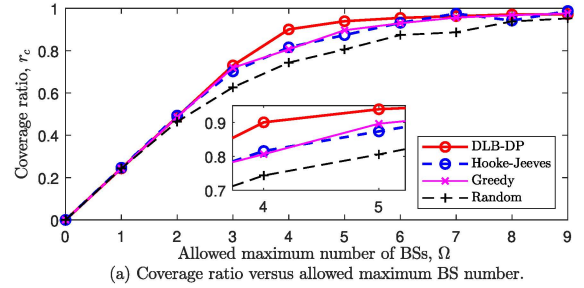 1
0.8
0.6
0.4
0.2
0
Coverage ratio, r_c
0.9
0.8
0.7
4
5
DLB-DP
Hooke-Jeeves
Greedy
Random
0 1 2 3 4 5 6 7 8 9
Allowed maximum number of BSs, Ω
(a) Coverage ratio versus allowed maximum BS number.